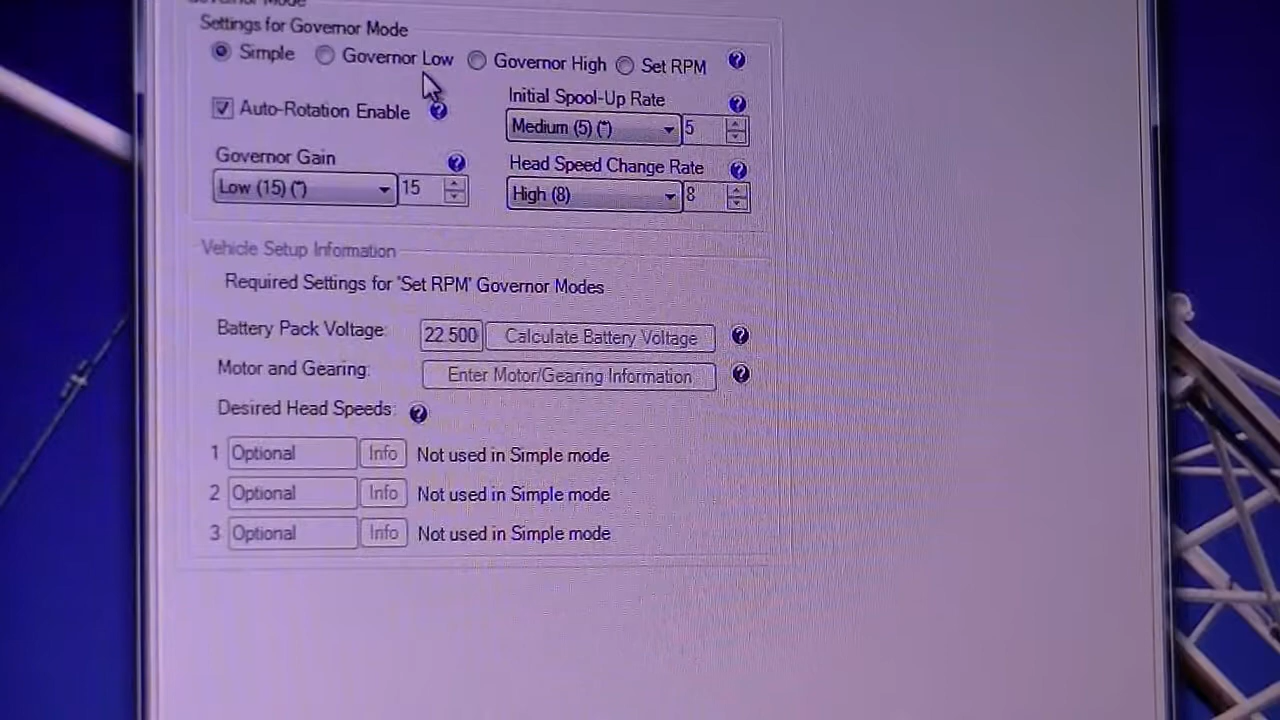 Governor Mode
Settings for Governor Mode
Simple Governor Low Governor High Set RPM ?
Auto-Rotation Enable ?
Initial Spool-Up Rate ?
Medium (5) (*) 5
Governor Gain ?
Low (15) (*) 15
Head Speed Change Rate ?
High (8) 8
Vehicle Setup Information
Required Settings for 'Set RPM' Governor Modes
Battery Pack Voltage: 22.500 Calculate Battery Voltage ?
Motor and Gearing: Enter Motor/Gearing Information ?
Desired Head Speeds: ?
1 Optional Info Not used in Simple mode
2 Optional Info Not used in Simple mode
3 Optional Info Not used in Simple mode